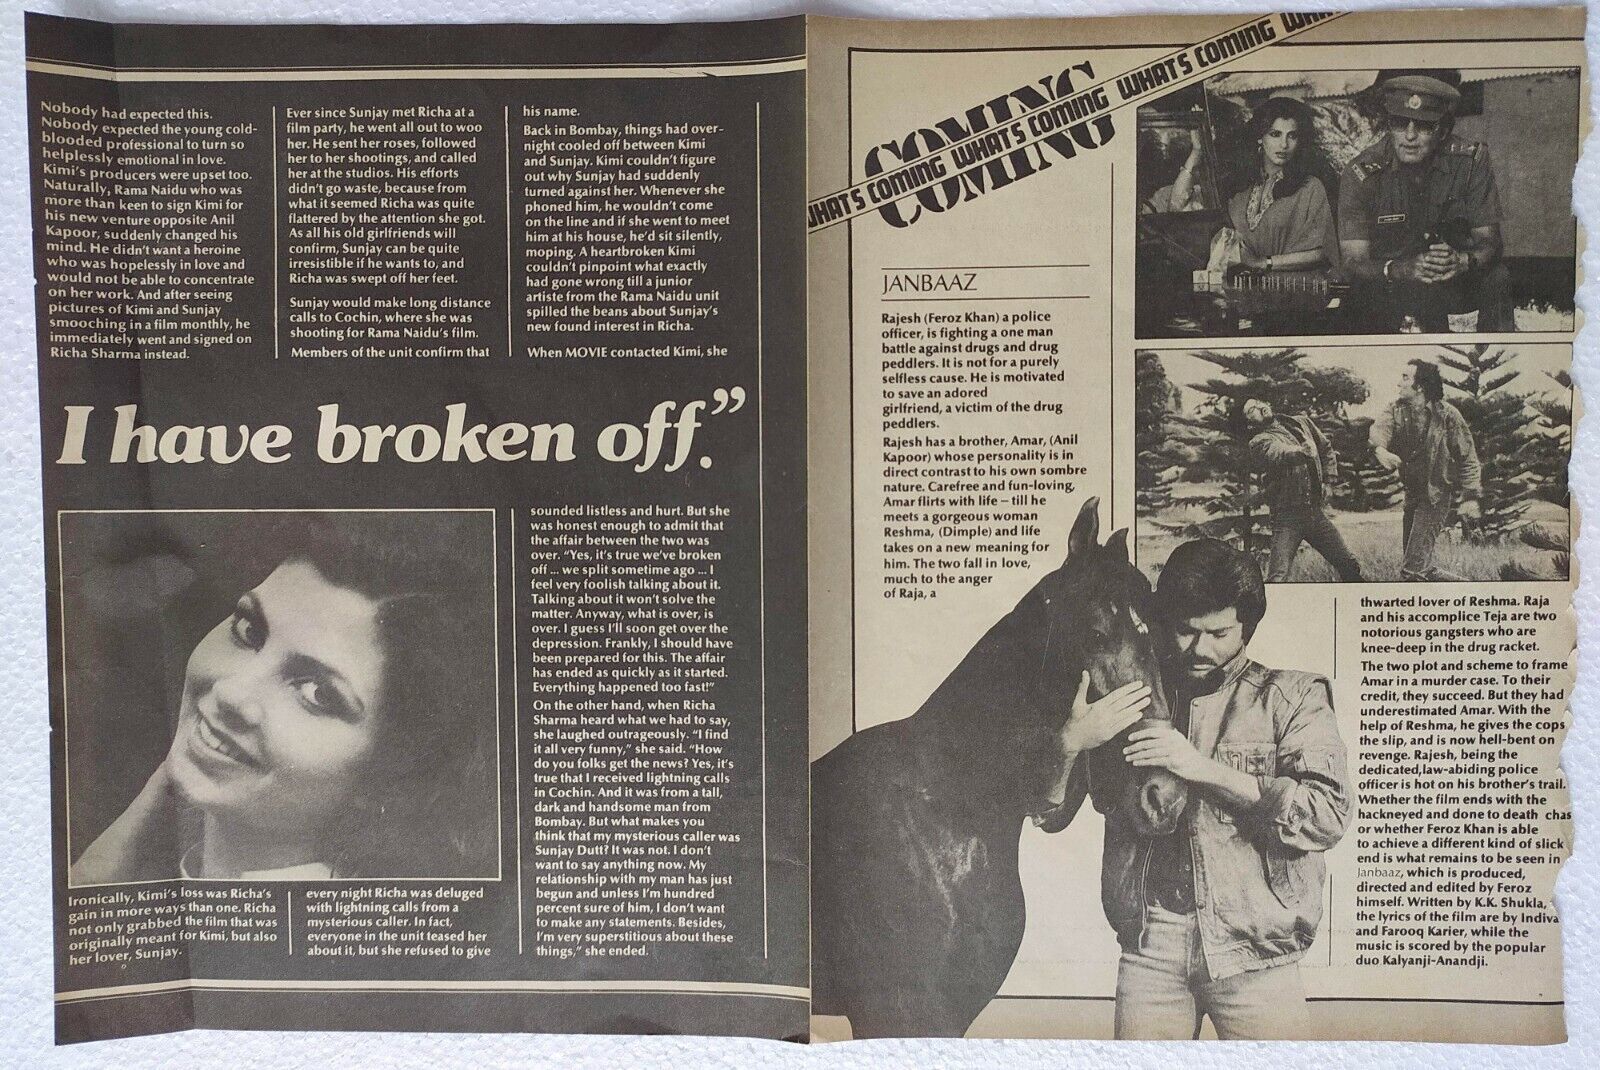 Nobody had expected this.
Nobody expected the young cold-
blooded professional to turn so
helplessly emotional in love.
Kimi's producers were upset too.
Naturally, Rama Naidu who was
more than keen to sign Kimi for
his new venture opposite Anil
Kapoor, suddenly changed his
mind. He didn't want a heroine
who was hopelessly in love and
would not be able to concentrate
on her work. And after seeing
pictures of Kimi and Sunjay
smooching in a film monthly, he
immediately went and signed on
Richa Sharma instead.
Ever since Sunjay met Richa at a
film party, he went all out to woo
her. He sent her roses, followed
her to her shootings, and called
her at the studios. His efforts
didn't go waste, because from
what it seemed Richa was quite
flattered by the attention she got.
As all his old girlfriends will
confirm, Sunjay can be quite
irresistible if he wants to, and
Richa was swept off her feet.
Sunjay would make long distance
calls to Cochin, where she was
shooting for Rama Naidu's film.
Members of the unit confirm that
his name.
Back in Bombay, things had over-
night cooled off between Kimi
and Sunjay. Kimi couldn't figure
out why Sunjay had suddenly
turned against her. Whenever she
phoned him, he wouldn't come
on the line and if she went to meet
him at his house, he'd sit silently,
moping. A heartbroken Kimi
couldn't pinpoint what exactly
had gone wrong till a junior
artiste from the Rama Naidu unit
spilled the beans about Sunjay's
new found interest in Richa.
When MOVIE contacted Kimi, she
I have broken off.”
Ironically, Kimi's loss was Richa's
gain in more ways than one. Richa
not only grabbed the film that was
originally meant for Kimi, but also
her lover, Sunjay.
every night Richa was deluged
with lightning calls from a
mysterious caller. In fact,
everyone in the unit teased her
about it, but she refused to give
sounded listless and hurt. But she
was honest enough to admit that
the affair between the two was
over. “Yes, it's true we've broken
off ... we split sometime ago ... I
feel very foolish talking about it.
Talking about it won't solve the
matter. Anyway, what is over, is
over. I guess I'll soon get over the
depression. Frankly, I should have
been prepared for this. The affair
has ended as quickly as it started.
Everything happened too fast!”
On the other hand, when Richa
Sharma heard what we had to say,
she laughed outrageously. “I find
it all very funny,” she said. “How
do you folks get the news? Yes, it's
true that I received lightning calls
in Cochin. And it was from a tall,
dark and handsome man from
Bombay. But what makes you
think that my mysterious caller was
Sunjay Dutt? It was not. I don't
want to say anything now. My
relationship with my man has just
begun and unless I'm hundred
percent sure of him, I don't want
to make any statements. Besides,
I'm very superstitious about these
things,” she ended.
COMING
WHAT'S COMING WHAT'S COMING WHAT'S COMING
COMING
JANBAAZ
Rajesh (Feroz Khan) a police
officer, is fighting a one man
battle against drugs and drug
peddlers. It is not for a purely
selfless cause. He is motivated
to save an adored
girlfriend, a victim of the drug
peddlers.
Rajesh has a brother, Amar, (Anil
Kapoor) whose personality is in
direct contrast to his own sombre
nature. Carefree and fun-loving,
Amar flirts with life – till he
meets a gorgeous woman
Reshma, (Dimple) and life
takes on a new meaning for
him. The two fall in love,
much to the anger
of Raja, a
thwarted lover of Reshma. Raja
and his accomplice Teja are two
notorious gangsters who are
knee-deep in the drug racket.
The two plot and scheme to frame
Amar in a murder case. To their
credit, they succeed. But they had
underestimated Amar. With the
help of Reshma, he gives the cops
the slip, and is now hell-bent on
revenge. Rajesh, being the
dedicated,law-abiding police
officer is hot on his brother's trail.
Whether the film ends with the
hackneyed and done to death chas
or whether Feroz Khan is able
to achieve a different kind of slick
end is what remains to be seen in
Janbaaz, which is produced,
directed and edited by Feroz
himself. Written by K.K. Shukla,
the lyrics of the film are by Indiva
and Farooq Karier, while the
music is scored by the popular
duo Kalyanji-Anandji.